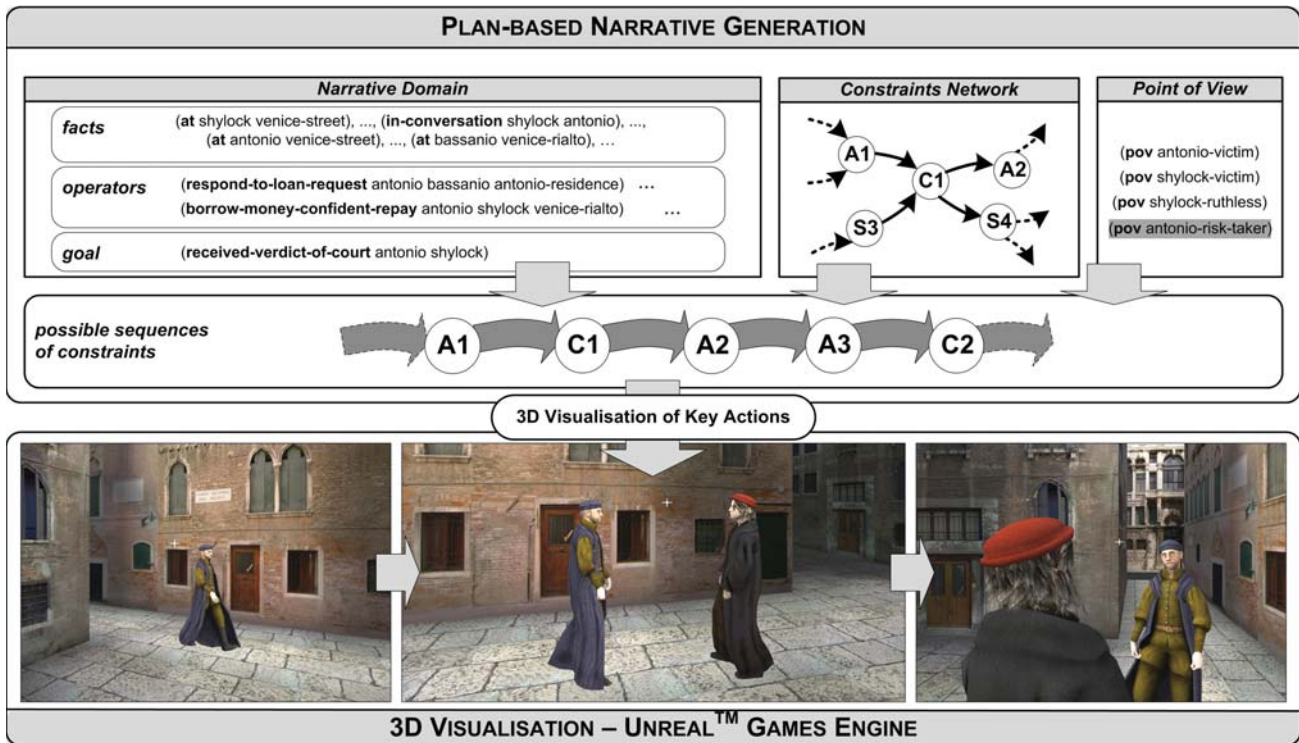 PLAN-BASED NARRATIVE GENERATION
Narrative Domain
facts
(at shylock venice-street), ..., (in-conversation shylock antonio), ...,
(at antonio venice-street), ..., (at bassanio venice-rialto), ...
operators
(respond-to-loan-request antonio bassanio antonio-residence) ...
(borrow-money-confident-repay antonio shylock venice-rialto) ...
goal
(received-verdict-of-court antonio shylock)
Constraints Network
A1
A2
C1
S3
S4
Point of View
(pov antonio-victim)
(pov shylock-victim)
(pov shylock-ruthless)
(pov antonio-risk-taker)
possible sequences
of constraints
A1 C1 A2 A3 C2
3D Visualisation of Key Actions
3D VISUALISATION – UNREAL™ GAMES ENGINE